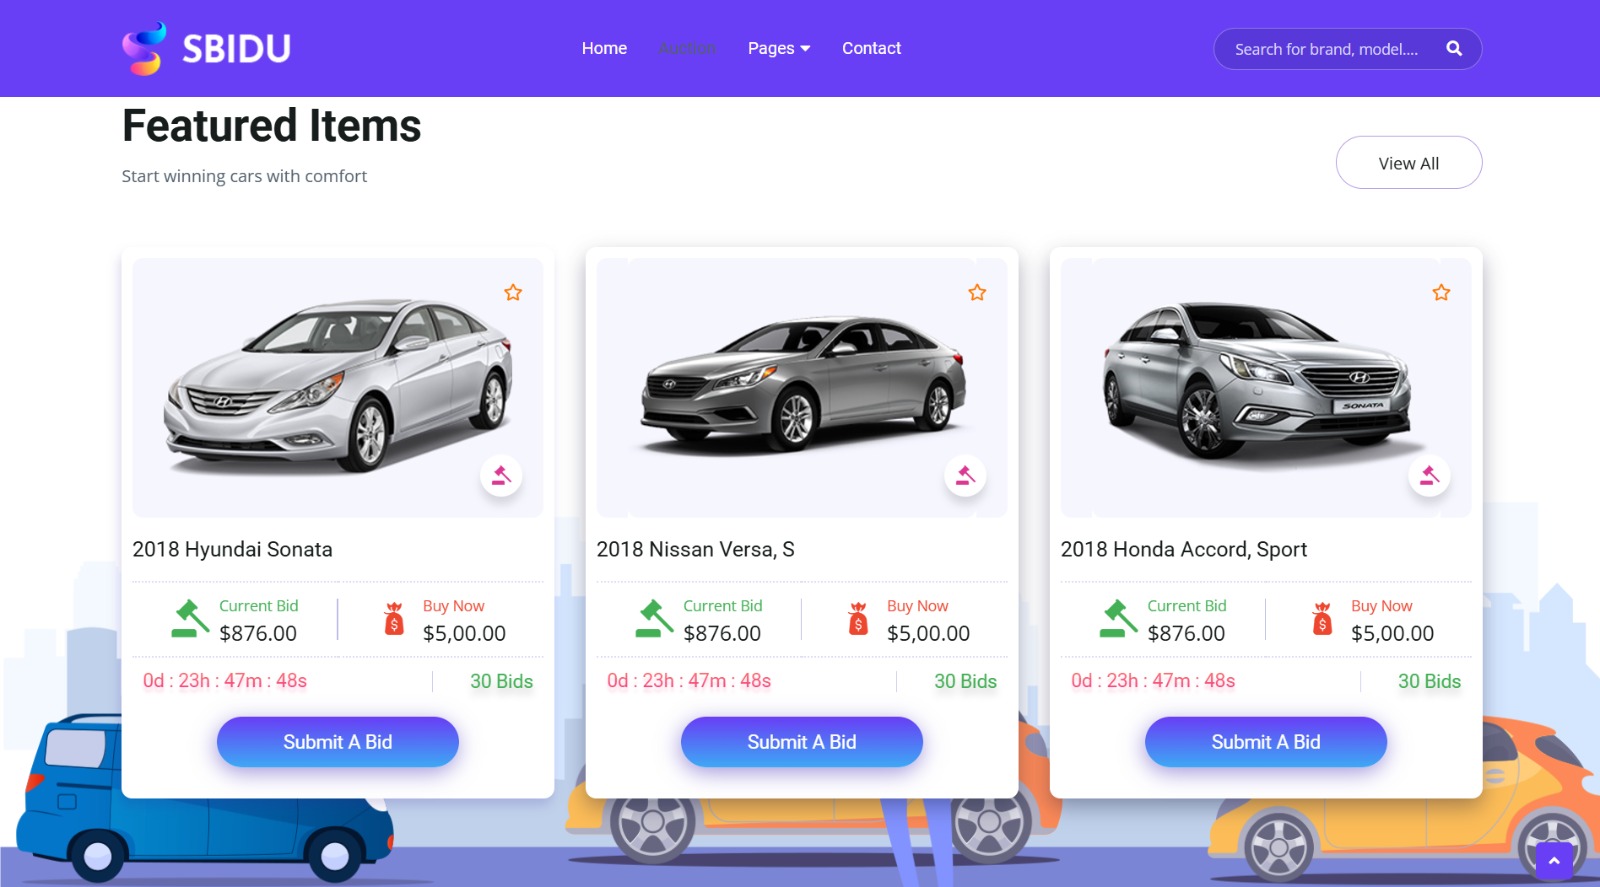 SBIDU
Home Auction Pages Contact
Search for brand, model....
Featured Items
Start winning cars with comfort
View All
SONATA
2018 Hyundai Sonata
Current Bid
$876.00
Buy Now
$5,00.00
0d : 23h : 47m : 48s
30 Bids
Submit A Bid
2018 Nissan Versa, S
Current Bid
$876.00
Buy Now
$5,00.00
0d : 23h : 47m : 48s
30 Bids
Submit A Bid
2018 Honda Accord, Sport
Current Bid
$876.00
Buy Now
$5,00.00
0d : 23h : 47m : 48s
30 Bids
Submit A Bid